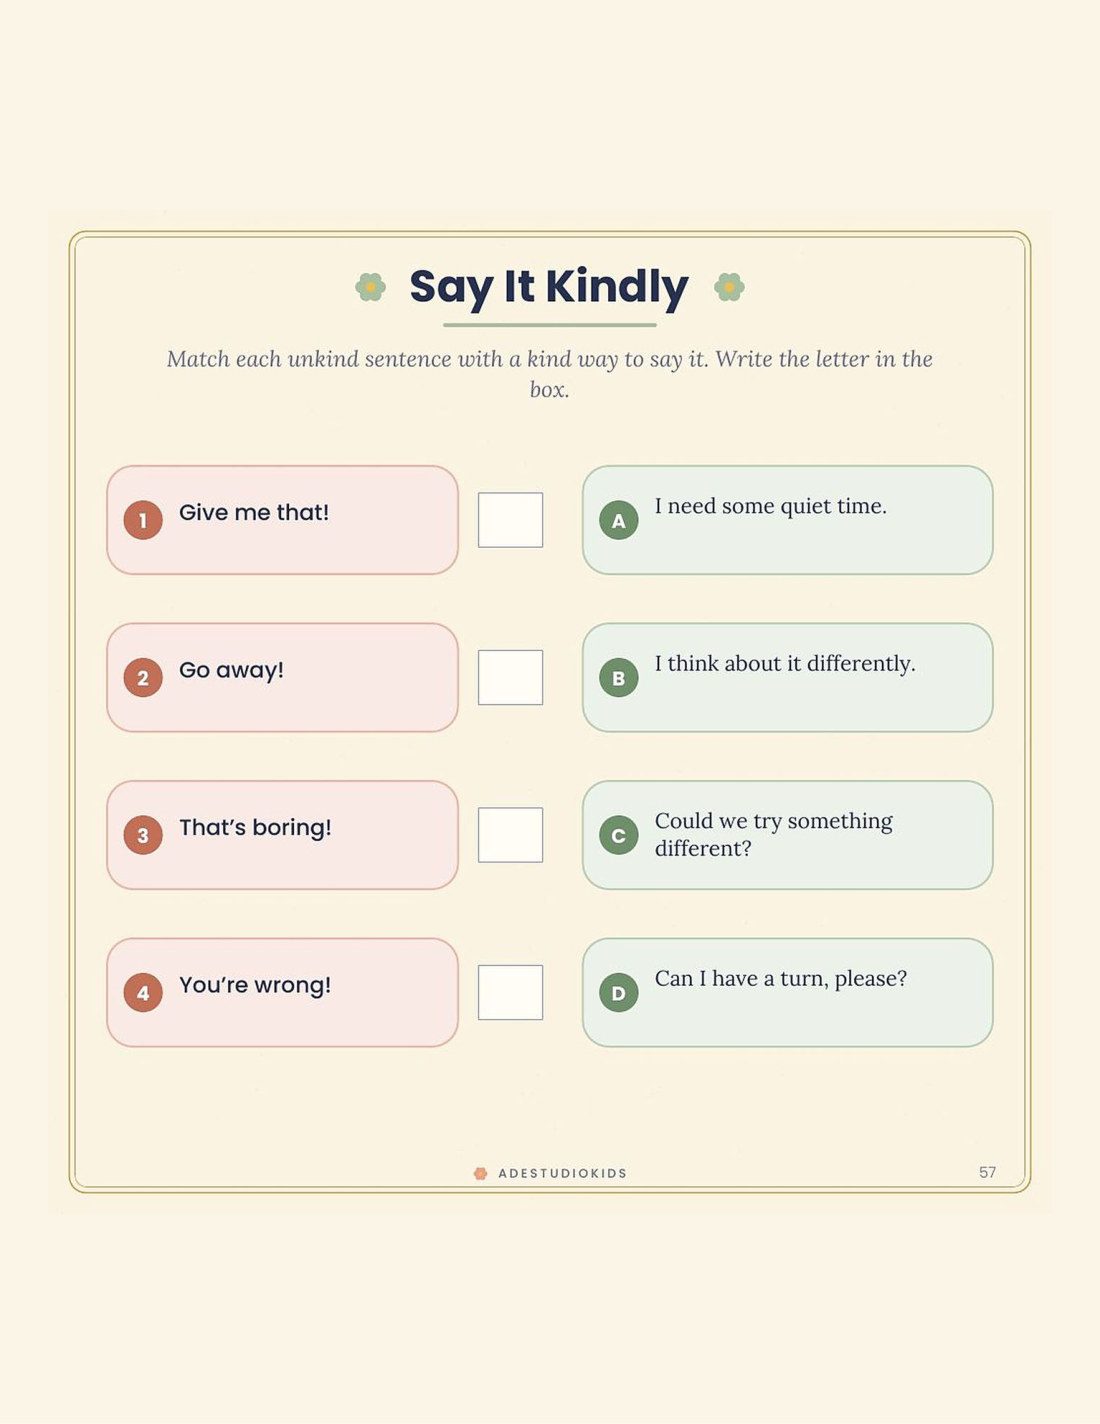 Say It Kindly
Match each unkind sentence with a kind way to say it. Write the letter in the
box.
1 Give me that!
A I need some quiet time.
2 Go away!
B I think about it differently.
3 That’s boring!
C Could we try something
different?
4 You’re wrong!
D Can I have a turn, please?
ADESTUDIOKIDS
57